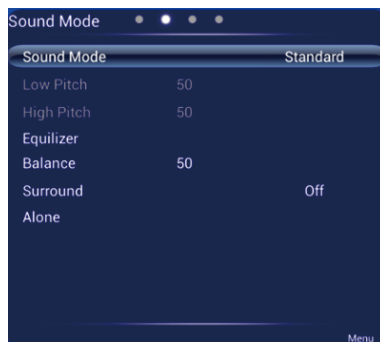 Sound Mode
Sound Mode Standard
Low Pitch 50
High Pitch 50
Equilizer
Balance 50
Surround Off
Alone
Menu